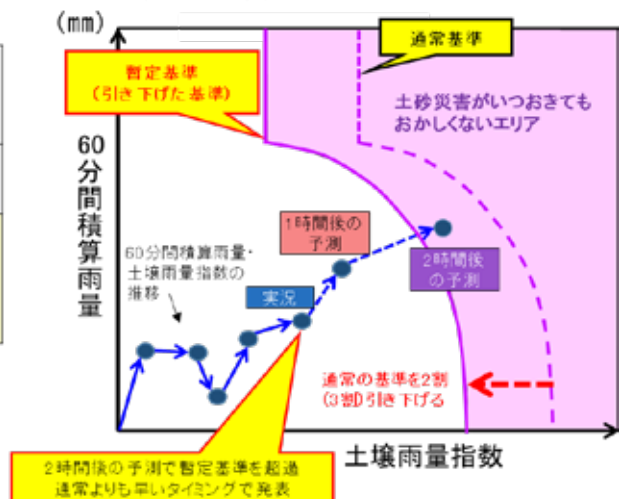 (mm)
通常基準
暫定基準
(引き下げた基準)
土砂災害がいつおきても
おかしくないエリア
60分間積算雨量
1時間後の
予測
60分間積算雨量・
土壌雨量指数の
推移
実況
2時間後
の予測
通常の基準を2割
(3割)引き下げる
土壌雨量指数
2時間後の予測で暫定基準を超過
通常よりも早いタイミングで発表